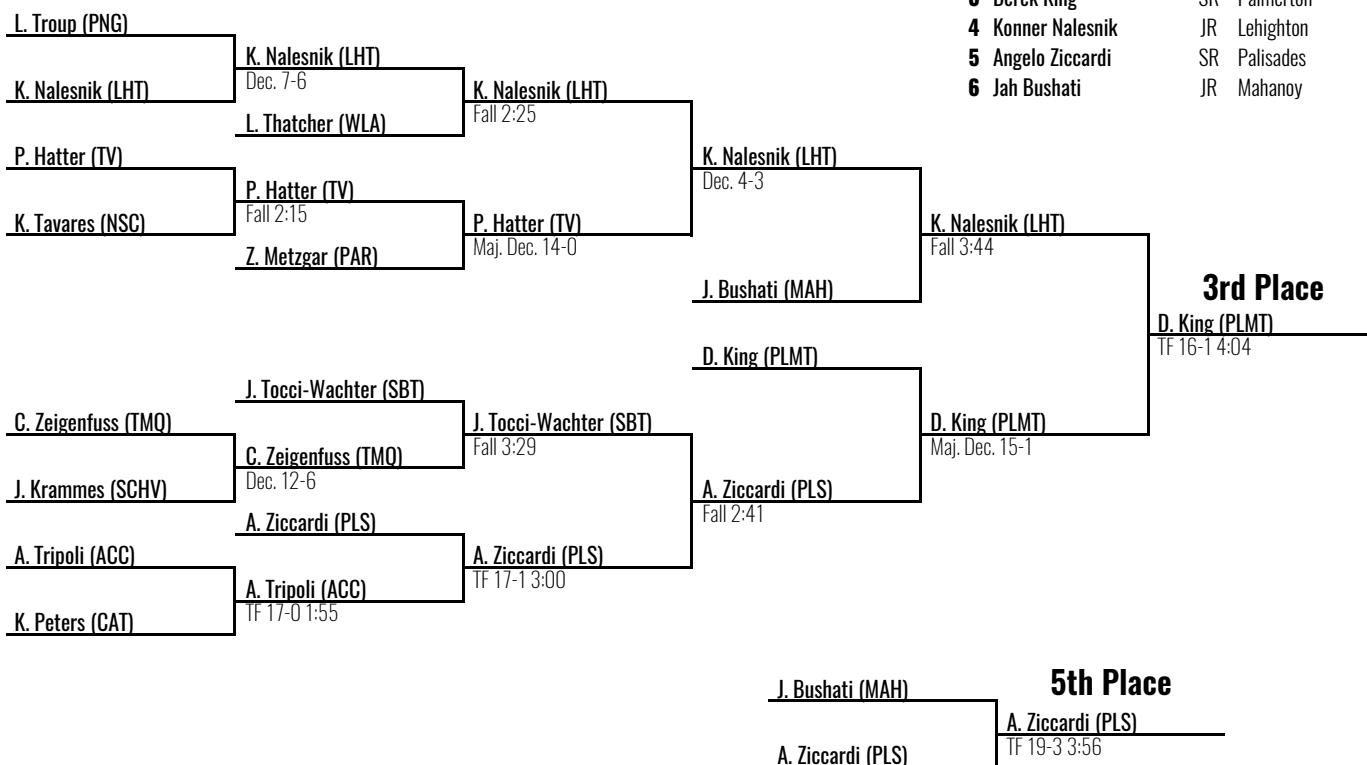 3 Derek King SR Palmerton
L. Troup (PNG)
4 Konner Nalesnik JR Lehighton
K. Nalesnik (LHT)
5 Angelo Ziccardi SR Palisades
Dec. 7-6
K. Nalesnik (LHT)
K. Nalesnik (LHT)
6 Jah Bushati JR Mahanoy
Fall 2:25
L. Thatcher (WLA)
P. Hatter (TV)
K. Nalesnik (LHT)
Dec. 4-3
P. Hatter (TV)
Fall 2:15
K. Tavares (NSC)
P. Hatter (TV)
K. Nalesnik (LHT)
Maj. Dec. 14-0
Fall 3:44
Z. Metzgar (PAR)
J. Bushati (MAH)
3rd Place
D. King (PLMT)
TF 16-1 4:04
D. King (PLMT)
J. Tocci-Wachter (SBT)
C. Zeigenfuss (TMQ)
J. Tocci-Wachter (SBT)
D. King (PLMT)
Fall 3:29
Maj. Dec. 15-1
C. Zeigenfuss (TMQ)
Dec. 12-6
J. Krammes (SCHV)
A. Ziccardi (PLS)
Fall 2:41
A. Ziccardi (PLS)
A. Tripoli (ACC)
A. Ziccardi (PLS)
TF 17-1 3:00
A. Tripoli (ACC)
TF 17-0 1:55
K. Peters (CAT)
5th Place
J. Bushati (MAH)
A. Ziccardi (PLS)
TF 19-3 3:56
A. Ziccardi (PLS)